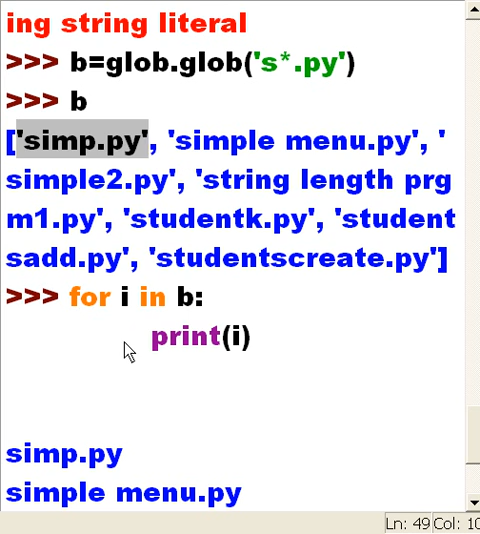 ing string literal
>>> b=glob.glob('s*.py')
>>> b
['simp.py', 'simple menu.py', '
simple2.py', 'string length prg
m1.py', 'studentk.py', 'student
sadd.py', 'studentscreate.py']
>>> for i in b:
print(i)
simp.py
simple menu.py
Ln: 49 Col: 10